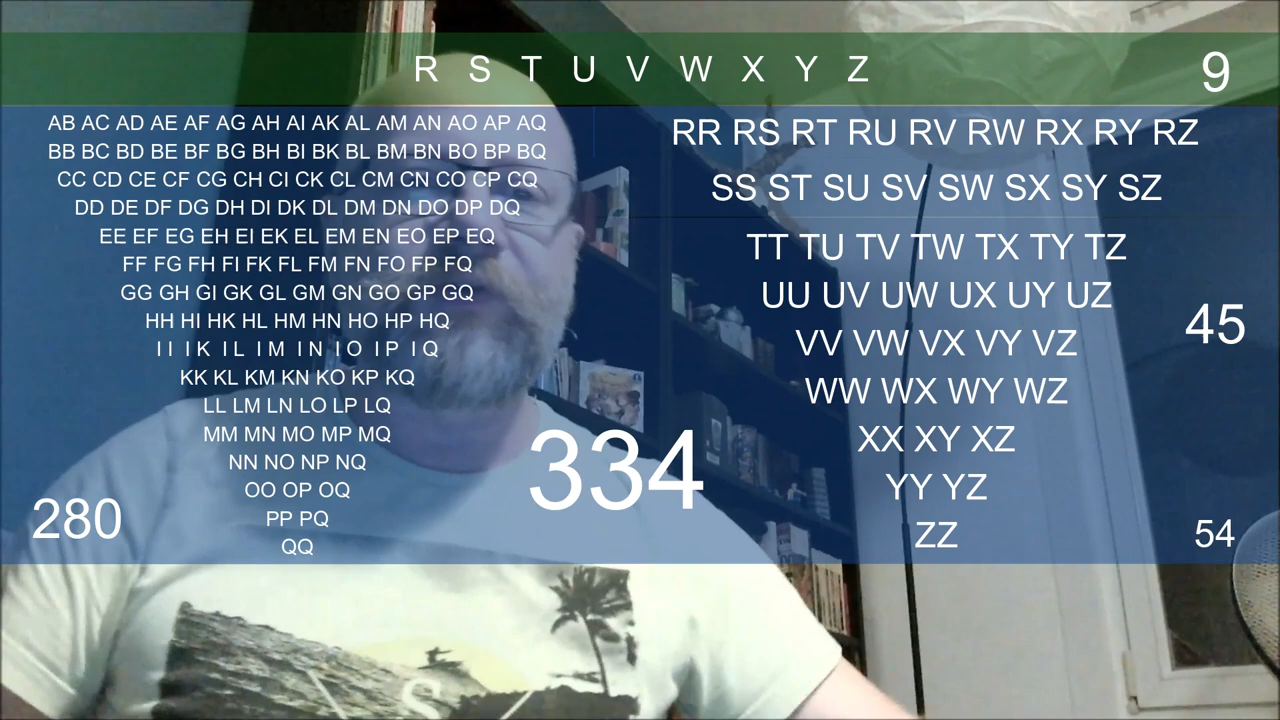 R S T U V W X Y Z
9
AB AC AD AE AF AG AH AI AK AL AM AN AO AP AQ
BB BC BD BE BF BG BH BI BK BL BM BN BO BP BQ
CC CD CE CF CG CH CI CK CL CM CN CO CP CQ
DD DE DF DG DH DI DK DL DM DN DO DP DQ
EE EF EG EH EI EK EL EM EN EO EP EQ
FF FG FH FI FK FL FM FN FO FP FQ
GG GH GI GK GL GM GN GO GP GQ
HH HI HK HL HM HN HO HP HQ
II IK IL IM IN IO IP IQ
KK KL KM KN KO KP KQ
LL LM LN LO LP LQ
MM MN MO MP MQ
NN NO NP NQ
OO OP OQ
PP PQ
QQ
280
334
RR RS RT RU RV RW RX RY RZ
SS ST SU SV SW SX SY SZ
TT TU TV TW TX TY TZ
UU UV UW UX UY UZ
VV VW VX VY VZ
WW WX WY WZ
XX XY XZ
YY YZ
ZZ
45
54